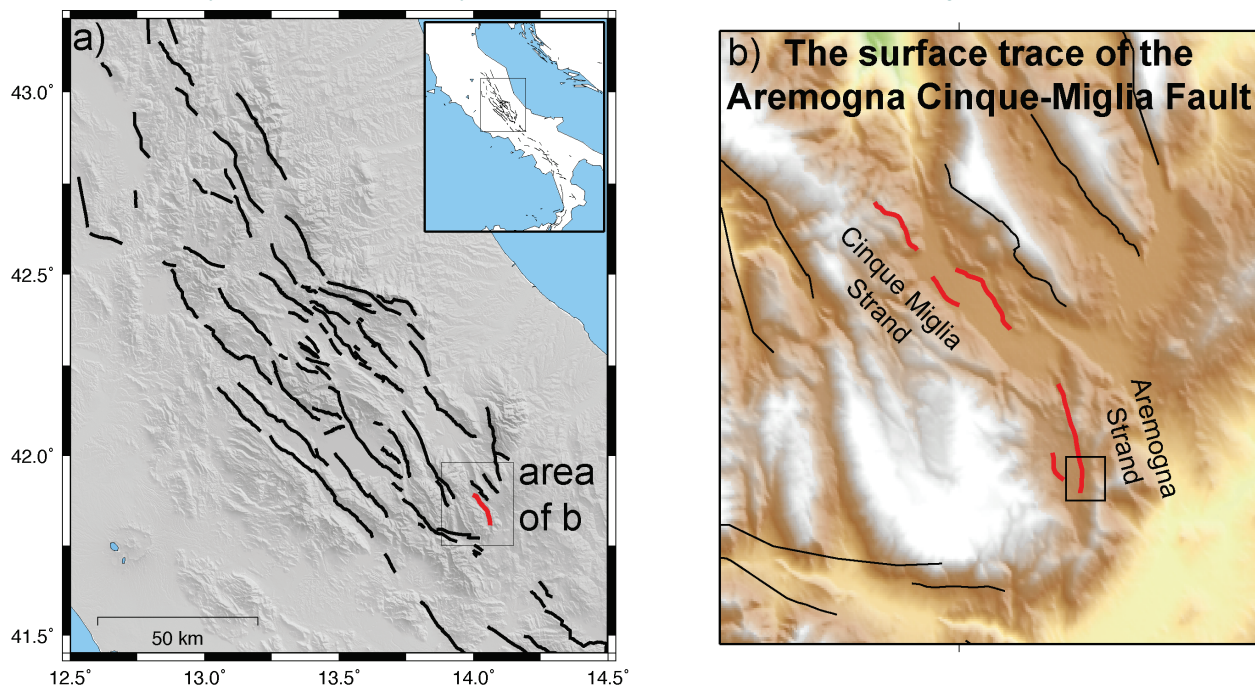 a)
43.0°
42.5°
42.0°
41.5°
12.5°
13.0°
13.5°
14.0°
14.5°
50 km
area
of b
b) The surface trace of the
Aremogna Cinque-Miglia Fault
Cinque Miglia
Strand
Aremogna
Strand